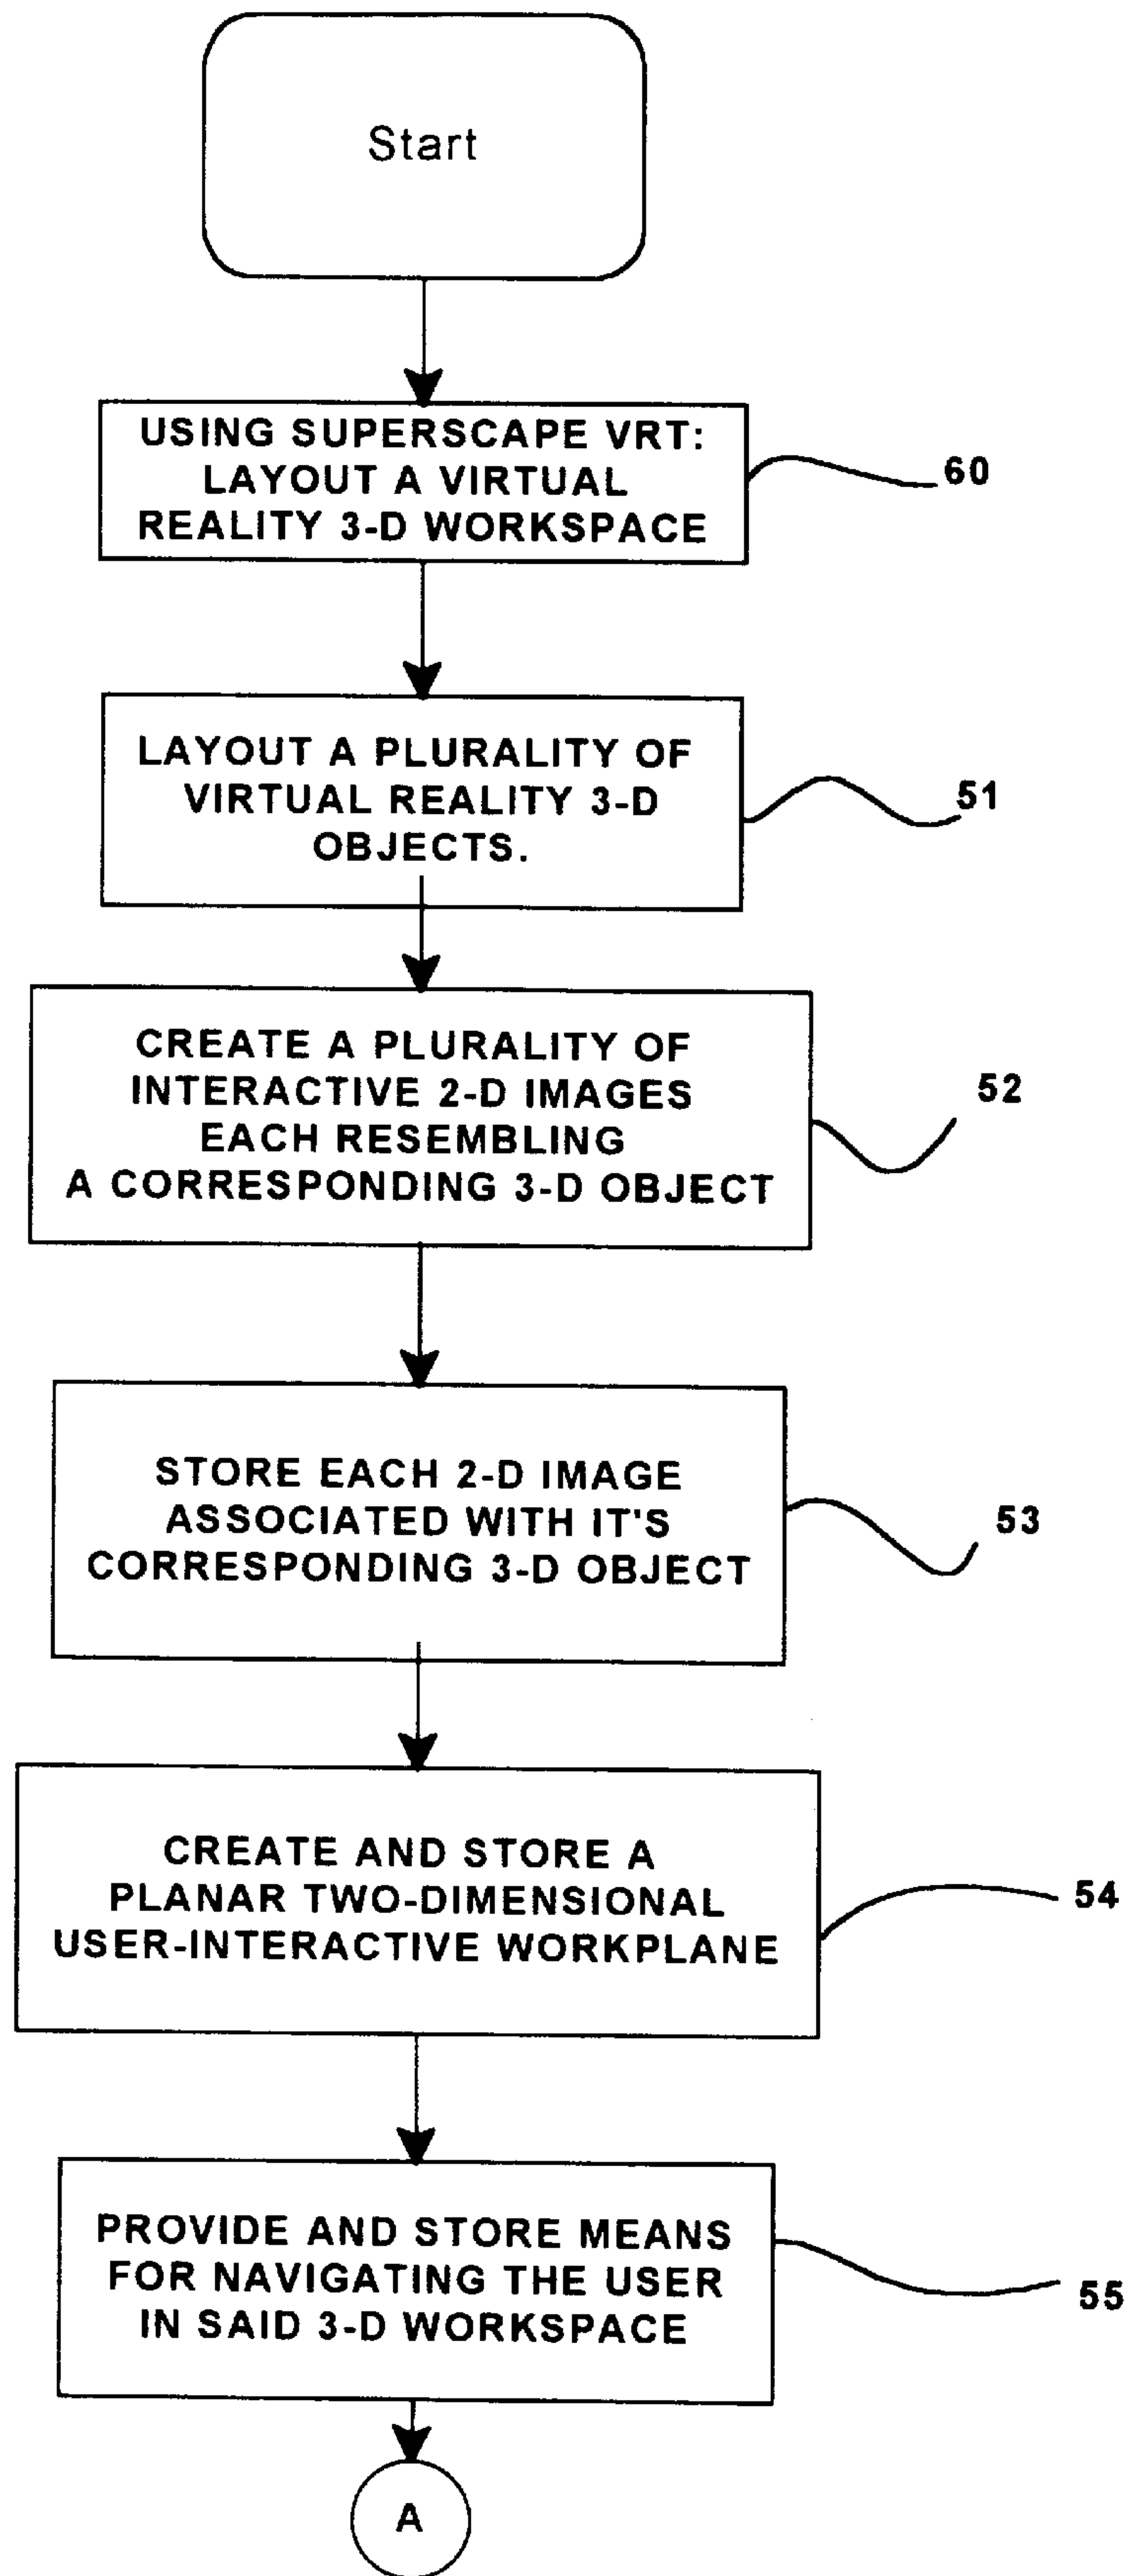 Start
USING SUPERSCAPE VRT:
LAYOUT A VIRTUAL
REALITY 3-D WORKSPACE
60
LAYOUT A PLURALITY OF
VIRTUAL REALITY 3-D
OBJECTS.
51
CREATE A PLURALITY OF
INTERACTIVE 2-D IMAGES
EACH RESEMBLING
A CORRESPONDING 3-D OBJECT
52
STORE EACH 2-D IMAGE
ASSOCIATED WITH IT'S
CORRESPONDING 3-D OBJECT
53
CREATE AND STORE A
PLANAR TWO-DIMENSIONAL
USER-INTERACTIVE WORKPLANE
54
PROVIDE AND STORE MEANS
FOR NAVIGATING THE USER
IN SAID 3-D WORKSPACE
55
A